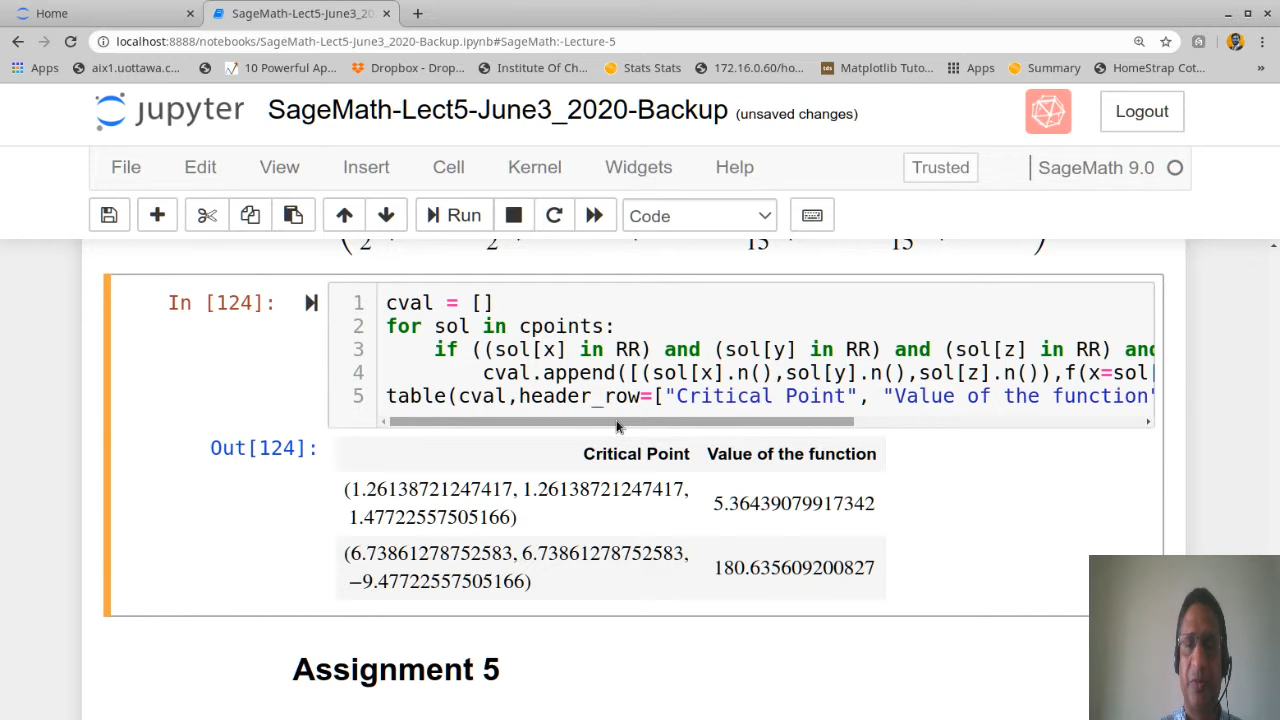 Home
SageMath-Lect5-June3_20
localhost:8888/notebooks/SageMath-Lect5-June3_2020-Backup.ipynb#SageMath:-Lecture-5
Apps aix1.uottawa.c... 10 Powerful Ap... Dropbox - Drop... Institute Of Ch... Stats Stats 172.16.0.60/ho... Matplotlib Tuto... Apps Summary HomeStrap Cot... »
jupyter SageMath-Lect5-June3_2020-Backup (unsaved changes) Logout
File Edit View Insert Cell Kernel Widgets Help Trusted SageMath 9.0
Run Code
2 2 15 15
In [124]:
1 cval = []
2 for sol in cpoints:
3 if ((sol[x] in RR) and (sol[y] in RR) and (sol[z] in RR) and
4 cval.append([(sol[x].n(),sol[y].n(),sol[z].n()),f(x=sol[
5 table(cval,header_row=["Critical Point", "Value of the function"
Out[124]:
Critical Point Value of the function
(1.26138721247417, 1.26138721247417,
1.47722557505166) 5.36439079917342
(6.73861278752583, 6.73861278752583,
−9.47722557505166) 180.635609200827
Assignment 5